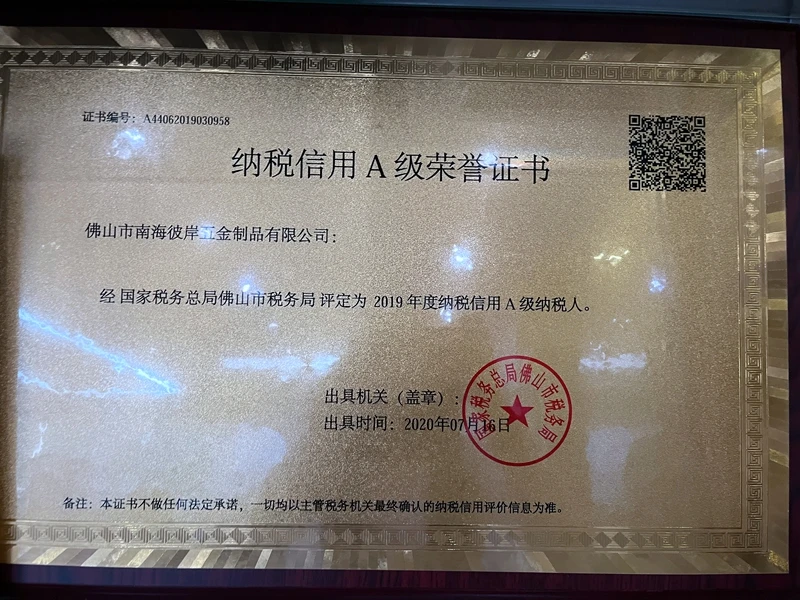 证书编号：A44062019030958
纳税信用 A 级荣誉证书
佛山市南海彼岸五金制品有限公司：
经 国家税务总局佛山市税务局 评定为 2019 年度纳税信用 A 级纳税人。
出具机关（盖章）：
国家税务总局佛山市税务局
出具时间：2020年07月16日
备注：本证书不做任何法定承诺，一切均以主管税务机关最终确认的纳税信用评价信息为准。